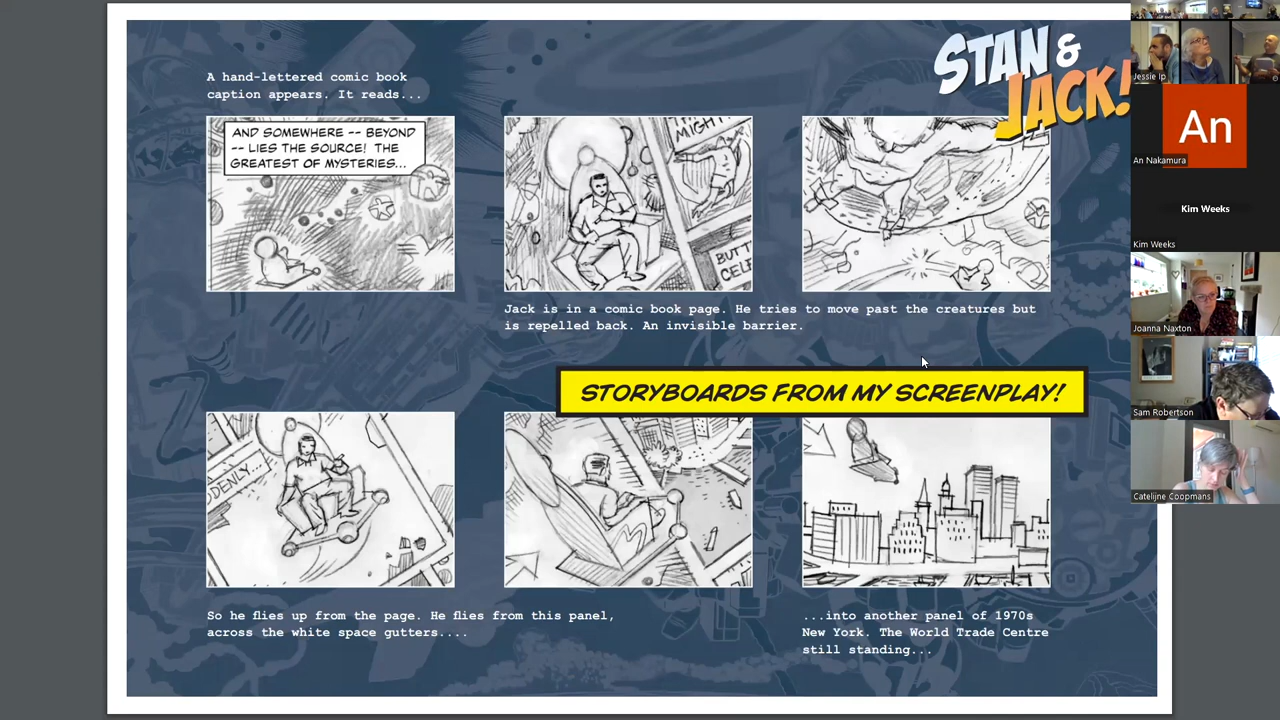 A hand-lettered comic book
caption appears. It reads...
STAN &
JACK!
AND SOMEWHERE -- BEYOND
-- LIES THE SOURCE! THE
GREATEST OF MYSTERIES...
MIGHT
BUTT
CELE
Jack is in a comic book page. He tries to move past the creatures but
is repelled back. An invisible barrier.
STORYBOARDS FROM MY SCREENPLAY!
DDENLY...
So he flies up from the page. He flies from this panel,
across the white space gutters....
...into another panel of 1970s
New York. The World Trade Centre
still standing...
Jessie Ip
An
An Nakamura
Kim Weeks
Kim Weeks
Joanna Naxton
Sam Robertson
Catelijne Coopmans